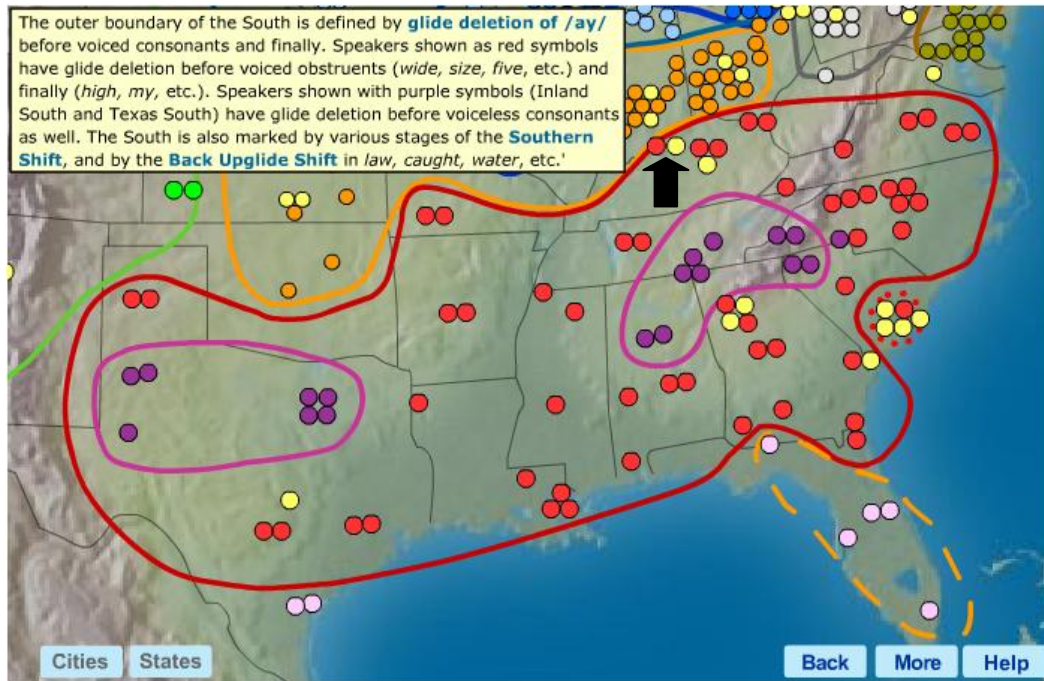 The outer boundary of the South is defined by glide deletion of /ay/
before voiced consonants and finally. Speakers shown as red symbols
have glide deletion before voiced obstruents (wide, size, five, etc.) and
finally (high, my, etc.). Speakers shown with purple symbols (Inland
South and Texas South) have glide deletion before voiceless consonants
as well. The South is also marked by various stages of the Southern
Shift, and by the Back Upglide Shift in law, caught, water, etc.'
Cities States Back More Help